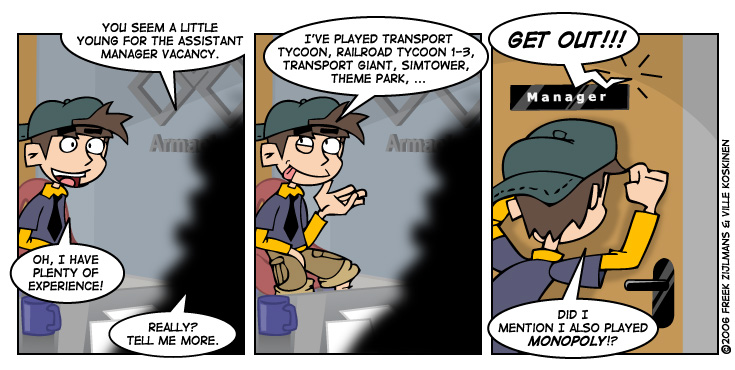 YOU SEEM A LITTLE
YOUNG FOR THE ASSISTANT
MANAGER VACANCY.
Arma
OH, I HAVE
PLENTY OF
EXPERIENCE!
REALLY?
TELL ME MORE.
I'VE PLAYED TRANSPORT
TYCOON, RAILROAD TYCOON 1-3,
TRANSPORT GIANT, SIMTOWER,
THEME PARK, ...
Arma
GET OUT!!!
Manager
DID I
MENTION I ALSO PLAYED
MONOPOLY!?
©2006 FREEK ZIJLMANS & VILLE KOSKINEN